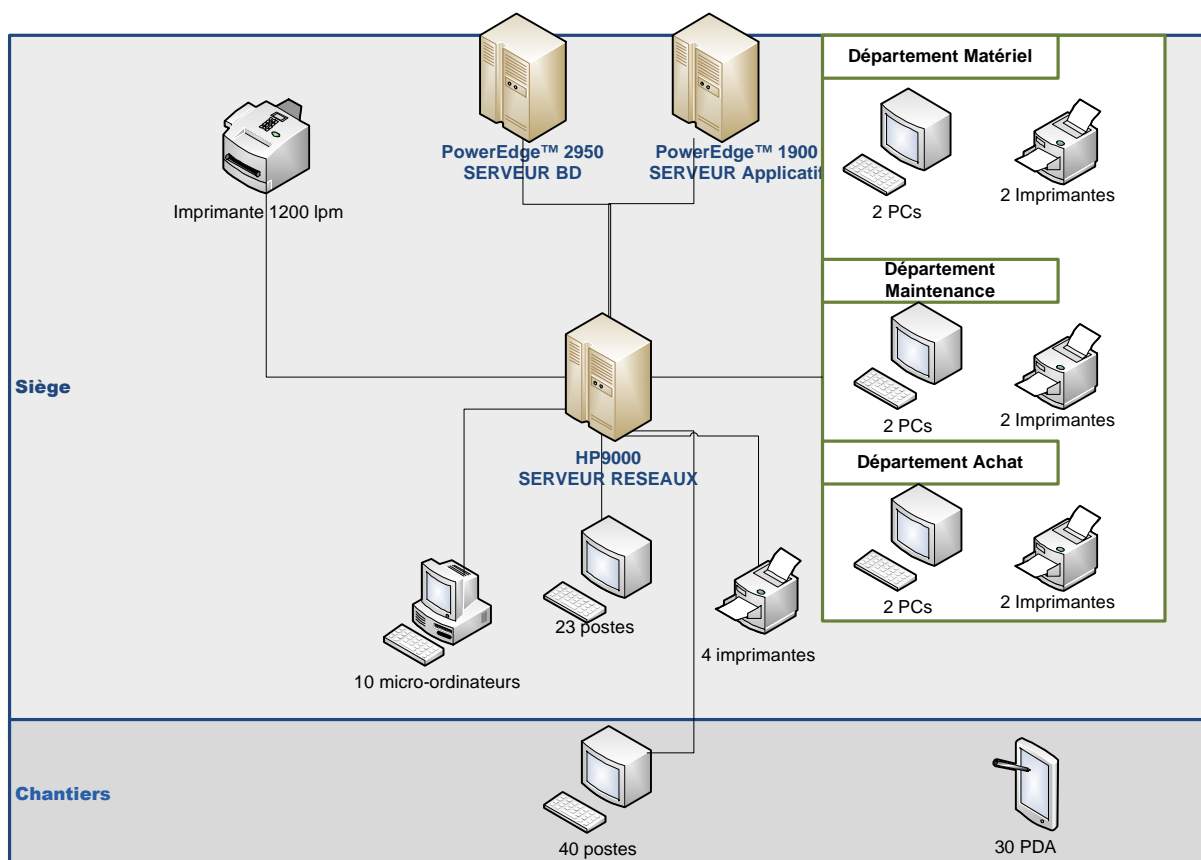 Département Matériel
PowerEdge™ 2950
SERVEUR BD
PowerEdge™ 1900
SERVEUR Applicatif
Imprimante 1200 lpm
2 PCs
2 Imprimantes
Département
Maintenance
Siège
2 PCs
2 Imprimantes
HP9000
SERVEUR RESEAUX
Département Achat
2 PCs
2 Imprimantes
23 postes
4 imprimantes
10 micro-ordinateurs
Chantiers
40 postes
30 PDA